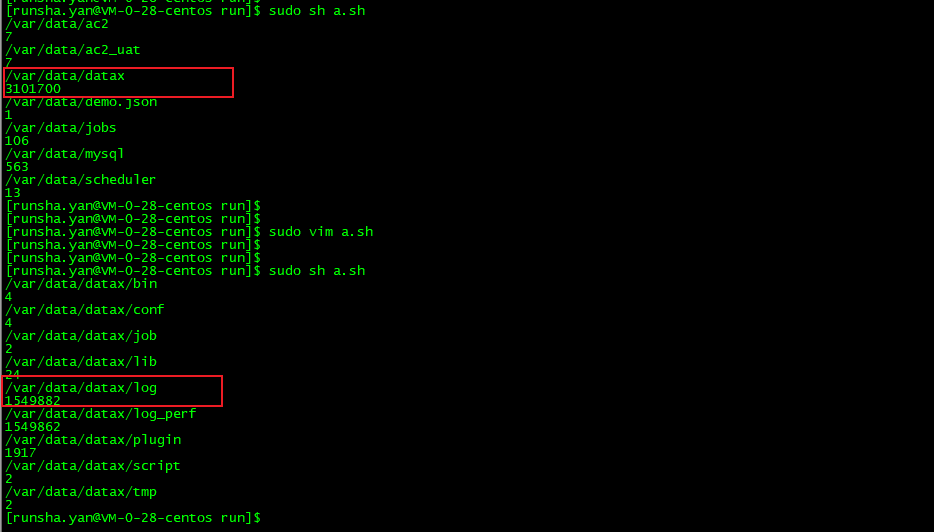 [runsha.yan@VM-0-28-centos run]$ sudo sh a.sh
/var/data/ac2
7
/var/data/ac2_uat
7
/var/data/datax
3101700
/var/data/demo.json
1
/var/data/jobs
106
/var/data/mysql
563
/var/data/scheduler
13
[runsha.yan@VM-0-28-centos run]$
[runsha.yan@VM-0-28-centos run]$
[runsha.yan@VM-0-28-centos run]$ sudo vim a.sh
[runsha.yan@VM-0-28-centos run]$
[runsha.yan@VM-0-28-centos run]$
[runsha.yan@VM-0-28-centos run]$ sudo sh a.sh
/var/data/datax/bin
4
/var/data/datax/conf
4
/var/data/datax/job
2
/var/data/datax/lib
24
/var/data/datax/log
1549882
/var/data/datax/log_perf
1549862
/var/data/datax/plugin
1917
/var/data/datax/script
2
/var/data/datax/tmp
2
[runsha.yan@VM-0-28-centos run]$